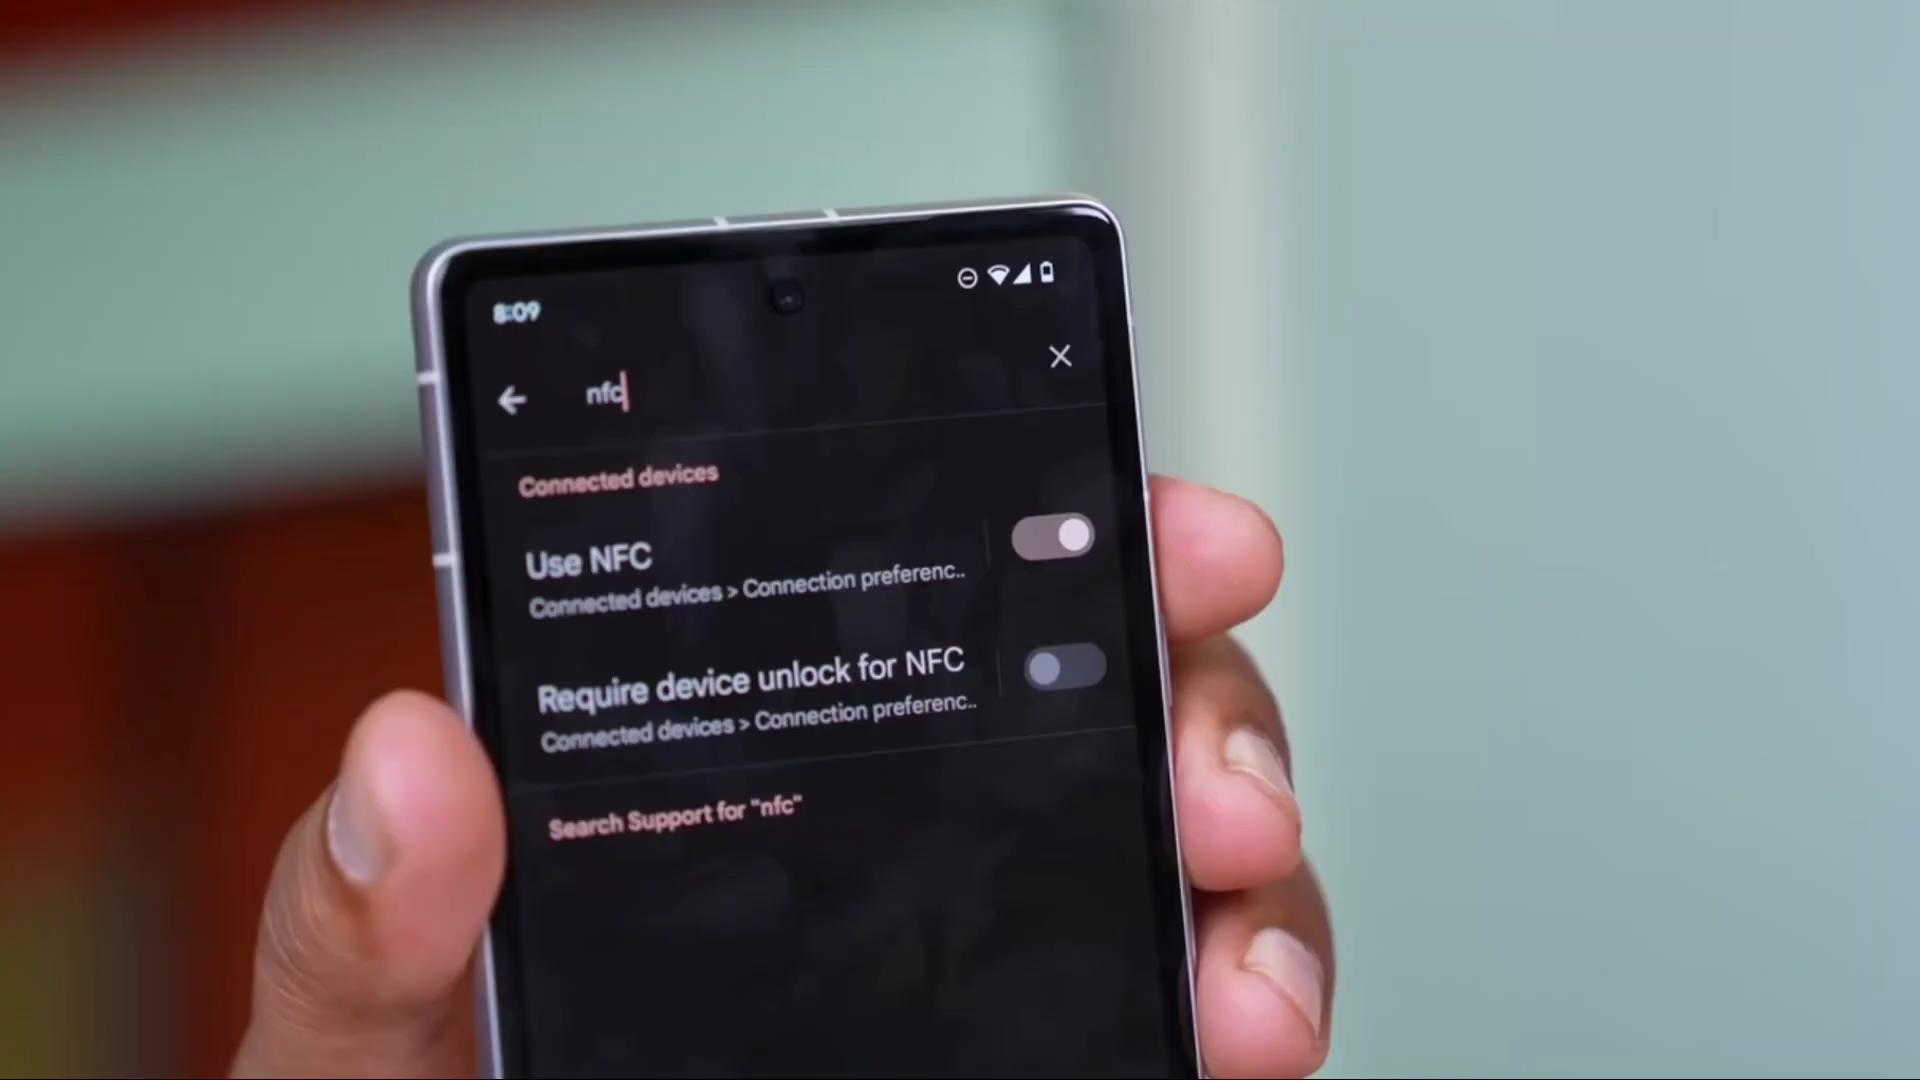 8:09
nfc
Connected devices
Use NFC
Connected devices > Connection preferenc..
Require device unlock for NFC
Connected devices > Connection preferenc..
Search Support for "nfc"